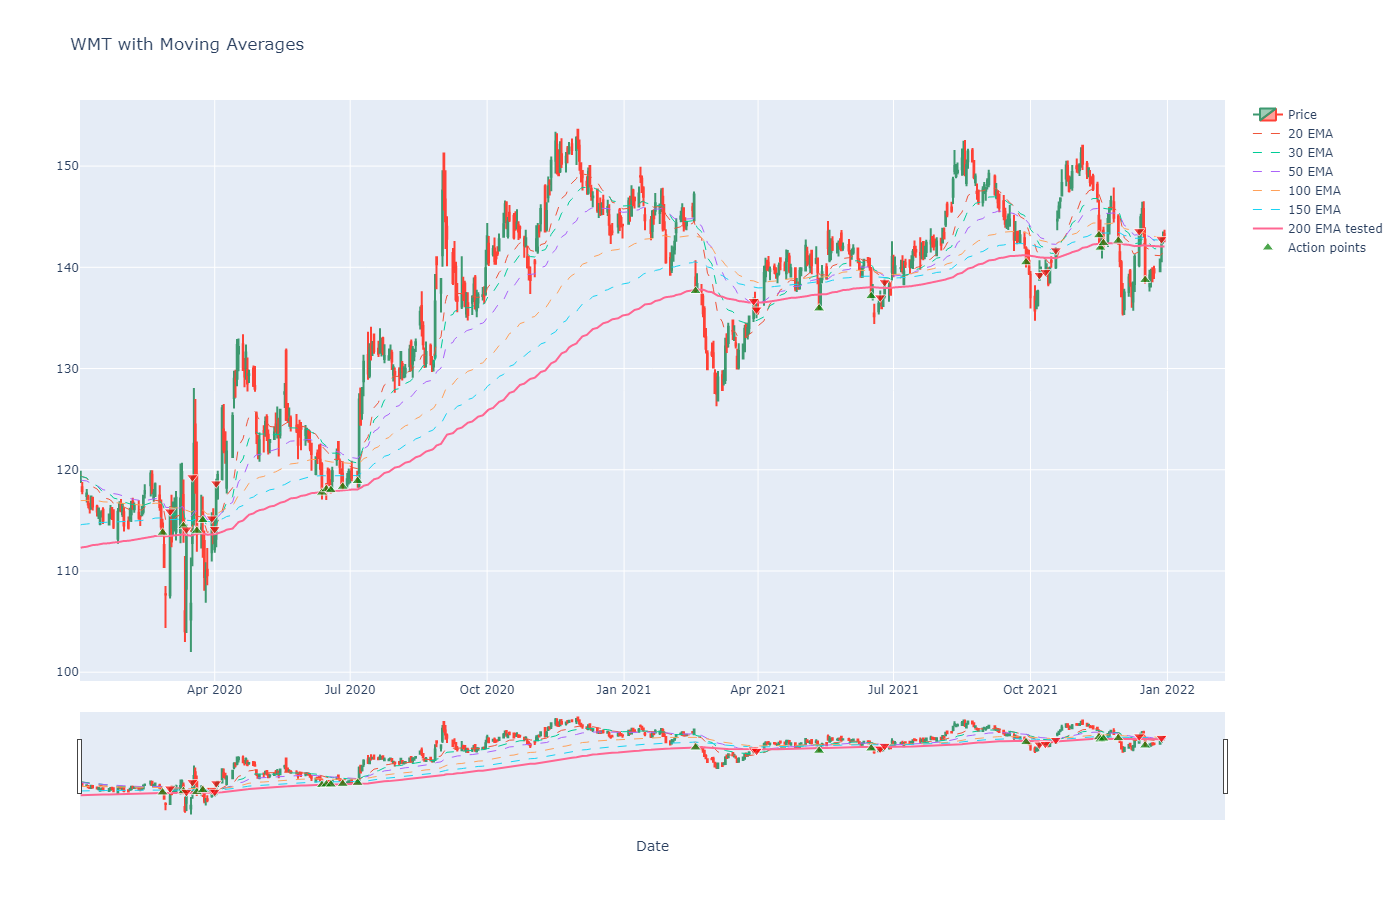 WMT with Moving Averages
150
140
130
120
110
100
Apr 2020
Jul 2020
Oct 2020
Jan 2021
Apr 2021
Jul 2021
Oct 2021
Jan 2022
Date
Price
20 EMA
30 EMA
50 EMA
100 EMA
150 EMA
200 EMA tested
Action points